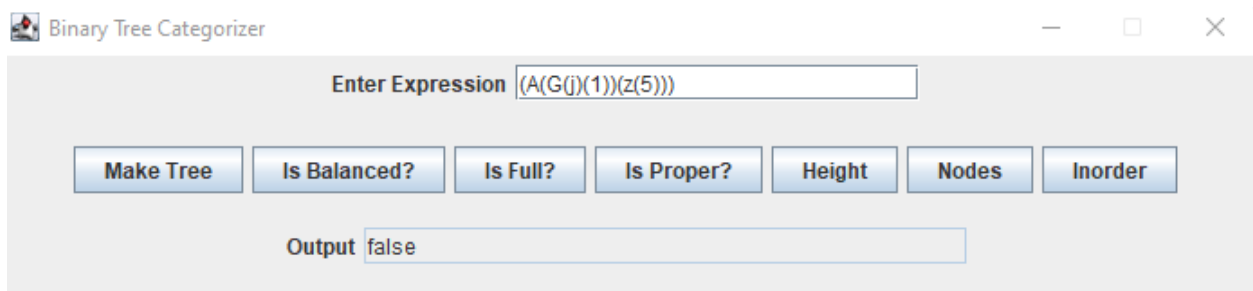 Binary Tree Categorizer
Enter Expression (A(G(j)(1))(z(5)))
Make Tree Is Balanced? Is Full? Is Proper? Height Nodes Inorder
Output false